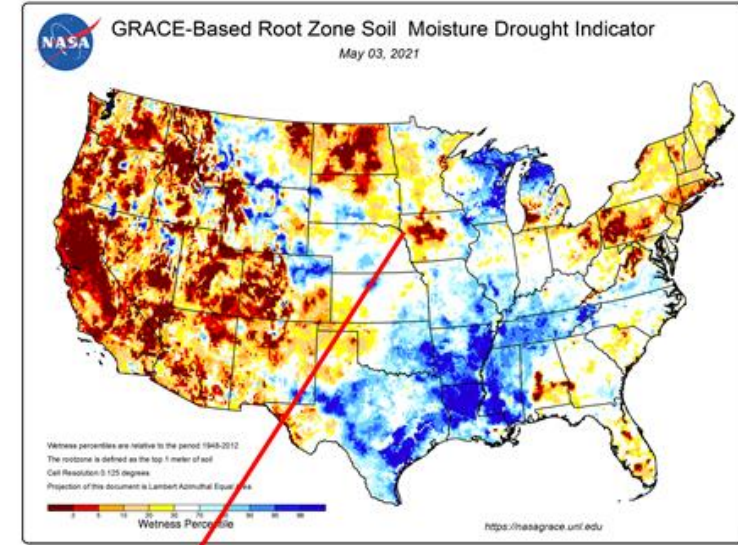 NASA
GRACE-Based Root Zone Soil Moisture Drought Indicator
May 03, 2021
Wetness percentiles are relative to the period 1948-2012
The rootzone is defined as the top 1 meter of soil
Cell Resolution 0.125 degrees
Projection of this document is Lambert Azimuthal Equal Area
2 5 10 20 30 70 80 90 95 98
Wetness Percentile
https://nasagrace.unl.edu